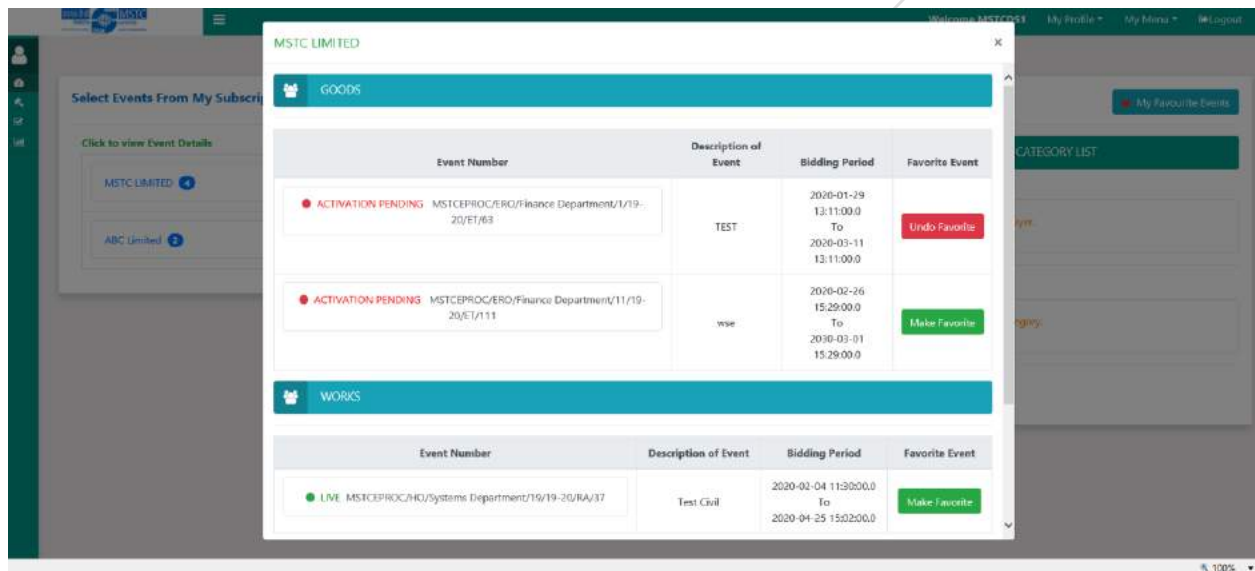 MSTC
Welcome MSTCDS1 My Profile My Menu Logout
MSTC LIMITED ×
GOODS
Select Events From My Subscrip
My Favourite Events
Click to view Event Details
CATEGORY LIST
MSTC LIMITED 4
ABC Limited 2
Event Number
Description of
Event
Bidding Period
Favorite Event
ACTIVATION PENDING MSTCEPROC/ERO/Finance Department/1/19-
20/ET/63
TEST
2020-01-29
13:11:00.0
To
2020-03-11
13:11:00.0
Undo Favorite
ACTIVATION PENDING MSTCEPROC/ERO/Finance Department/11/19-
20/ET/111
wse
2020-02-26
15:29:00.0
To
2030-03-01
15:29:00.0
Make Favorite
WORKS
Event Number
Description of Event
Bidding Period
Favorite Event
LIVE MSTCEPROC/HO/Systems Department/19/19-20/RA/37
Test Civil
2020-02-04 11:30:00.0
To
2020-04-25 15:02:00.0
Make Favorite
100%